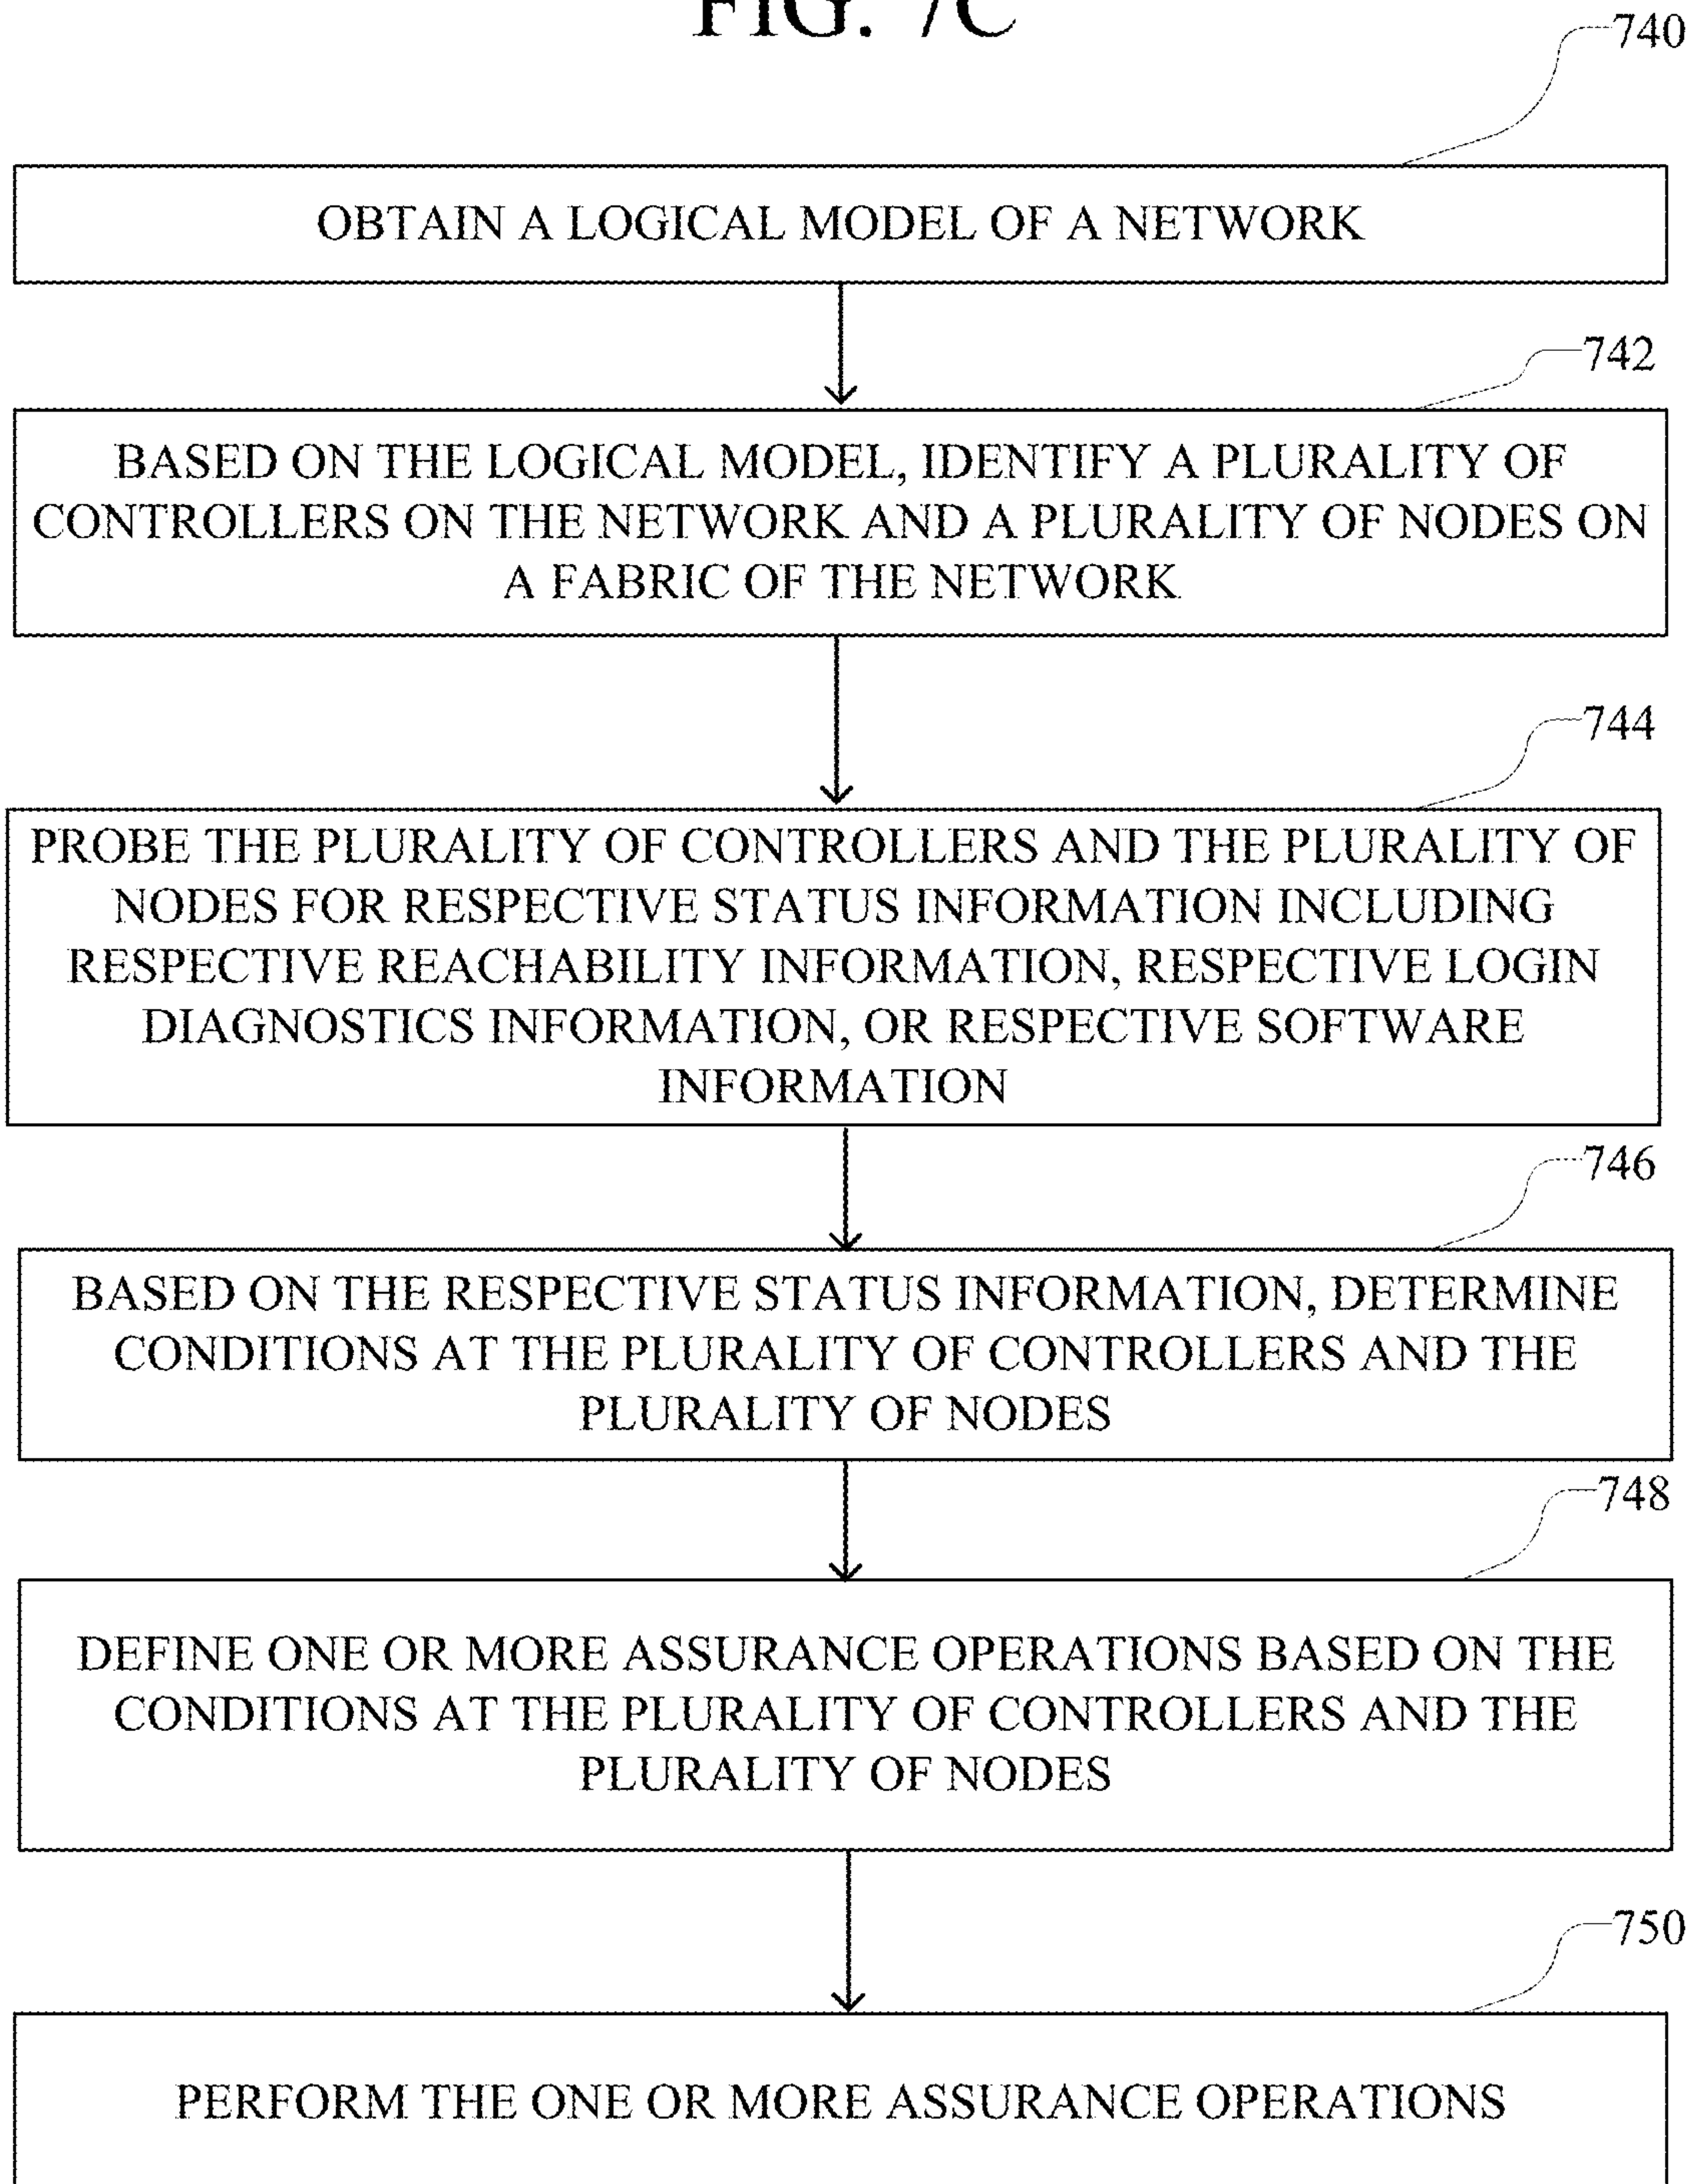 FIG. 7C
740
OBTAIN A LOGICAL MODEL OF A NETWORK
742
BASED ON THE LOGICAL MODEL, IDENTIFY A PLURALITY OF
CONTROLLERS ON THE NETWORK AND A PLURALITY OF NODES ON
A FABRIC OF THE NETWORK
744
PROBE THE PLURALITY OF CONTROLLERS AND THE PLURALITY OF
NODES FOR RESPECTIVE STATUS INFORMATION INCLUDING
RESPECTIVE REACHABILITY INFORMATION, RESPECTIVE LOGIN
DIAGNOSTICS INFORMATION, OR RESPECTIVE SOFTWARE
INFORMATION
746
BASED ON THE RESPECTIVE STATUS INFORMATION, DETERMINE
CONDITIONS AT THE PLURALITY OF CONTROLLERS AND THE
PLURALITY OF NODES
748
DEFINE ONE OR MORE ASSURANCE OPERATIONS BASED ON THE
CONDITIONS AT THE PLURALITY OF CONTROLLERS AND THE
PLURALITY OF NODES
750
PERFORM THE ONE OR MORE ASSURANCE OPERATIONS